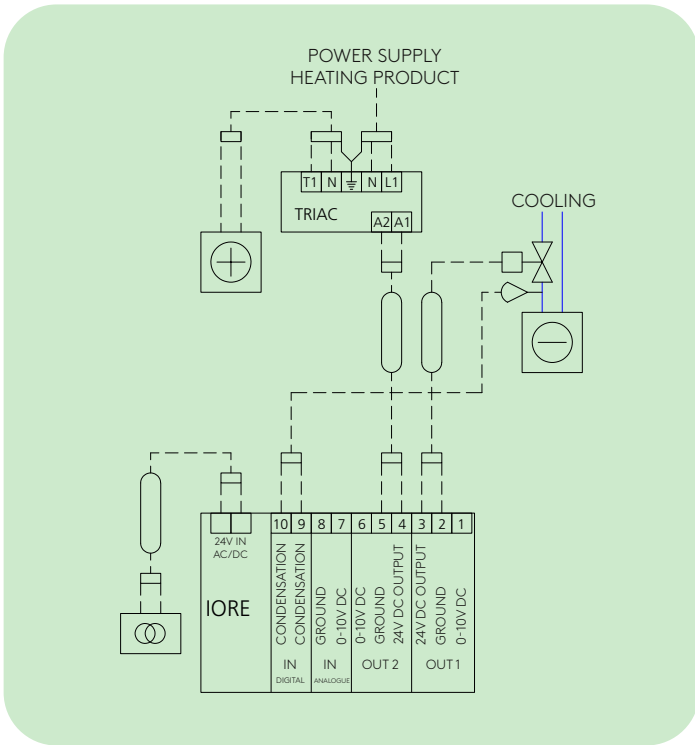 POWER SUPPLY
HEATING PRODUCT
T1 N N L1
TRIAC
A2 A1
COOLING
10 9 8 7 6 5 4 3 2 1
24V IN
AC/DC
IORE
CONDENSATION
CONDENSATION
GROUND
0-10V DC
0-10V DC
GROUND
24V DC OUTPUT
24V DC OUTPUT
GROUND
0-10V DC
IN IN OUT 2 OUT 1
DIGITAL ANALOGUE